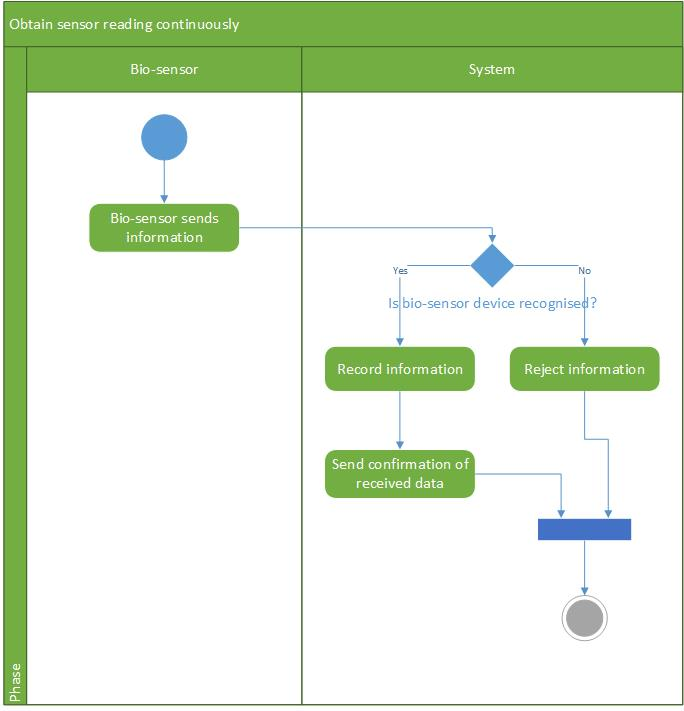 Obtain sensor reading continuously
Bio-sensor
System
Bio-sensor sends
information
Yes
No
Is bio-sensor device recognised?
Record information
Reject information
Send confirmation of
received data
Phase